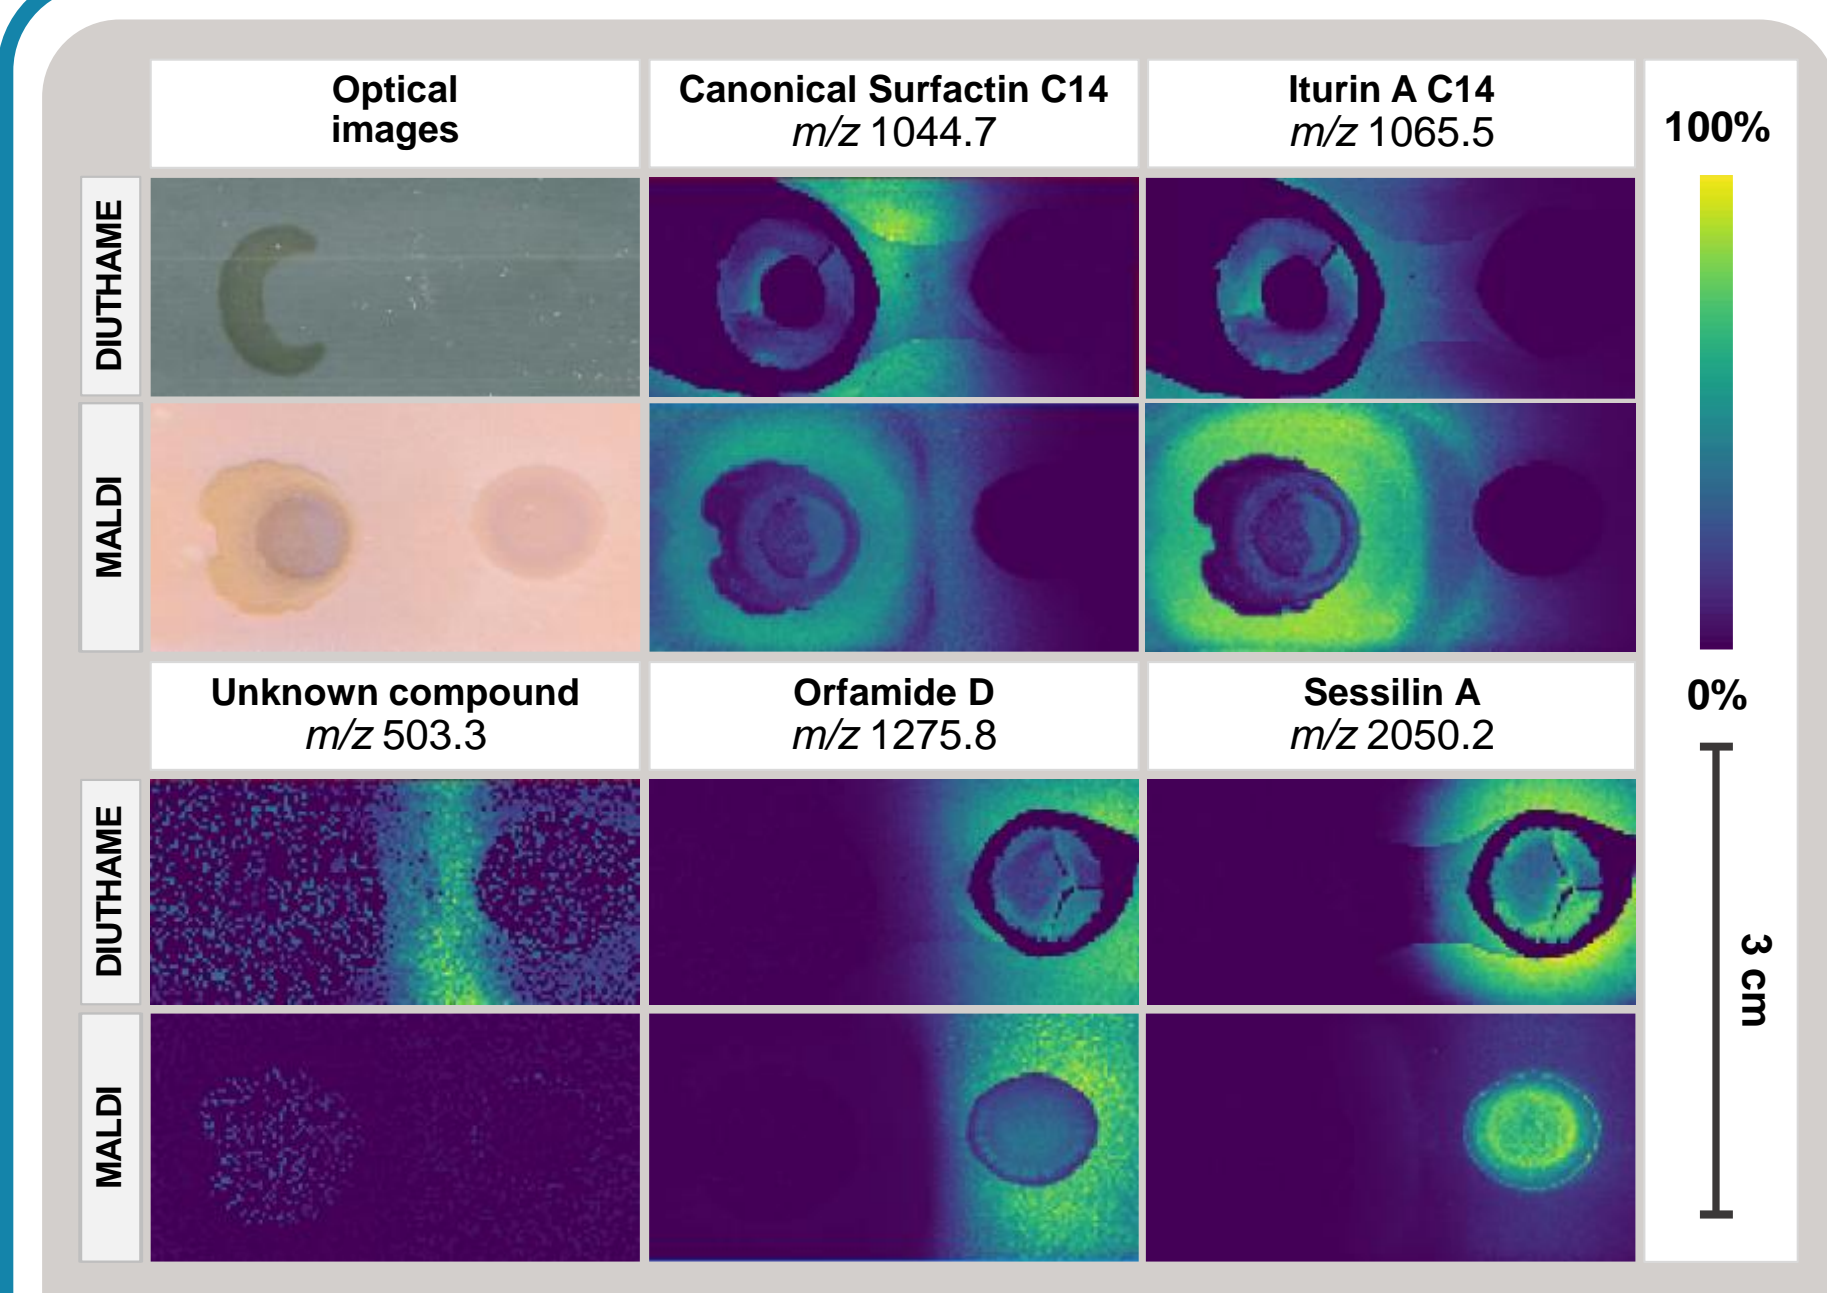 Optical
images
Canonical Surfactin C14
m/z 1044.7
Iturin A C14
m/z 1065.5
100%
DIUTHAME
MALDI
Unknown compound
m/z 503.3
Orfamide D
m/z 1275.8
Sessilin A
m/z 2050.2
0%
DIUTHAME
MALDI
3 cm